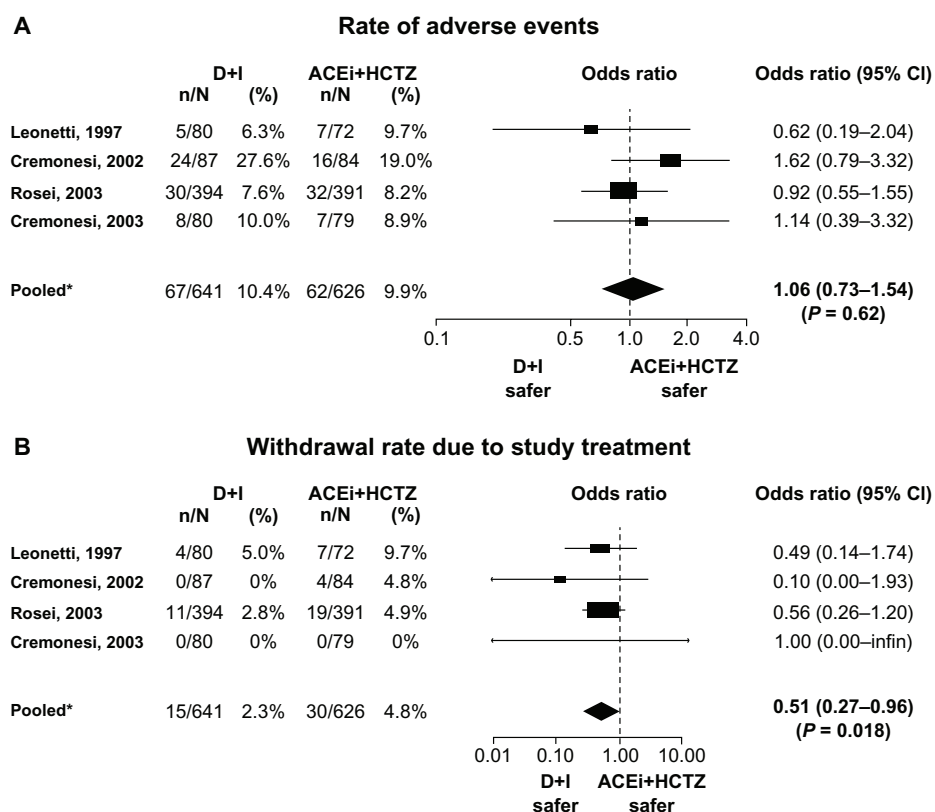 A Rate of adverse events
D+I ACEi+HCTZ Odds ratio Odds ratio (95% CI)
n/N (%) n/N (%)
Leonetti, 1997 5/80 6.3% 7/72 9.7% 0.62 (0.19–2.04)
Cremonesi, 2002 24/87 27.6% 16/84 19.0% 1.62 (0.79–3.32)
Rosei, 2003 30/394 7.6% 32/391 8.2% 0.92 (0.55–1.55)
Cremonesi, 2003 8/80 10.0% 7/79 8.9% 1.14 (0.39–3.32)
Pooled* 67/641 10.4% 62/626 9.9% 1.06 (0.73–1.54)
(P = 0.62)
0.1 0.5 1.0 2.0 4.0
D+I ACEi+HCTZ
safer safer
B Withdrawal rate due to study treatment
D+I ACEi+HCTZ Odds ratio Odds ratio (95% CI)
n/N (%) n/N (%)
Leonetti, 1997 4/80 5.0% 7/72 9.7% 0.49 (0.14–1.74)
Cremonesi, 2002 0/87 0% 4/84 4.8% 0.10 (0.00–1.93)
Rosei, 2003 11/394 2.8% 19/391 4.9% 0.56 (0.26–1.20)
Cremonesi, 2003 0/80 0% 0/79 0% 1.00 (0.00–infin)
Pooled* 15/641 2.3% 30/626 4.8% 0.51 (0.27–0.96)
(P = 0.018)
0.01 0.10 1.00 10.00
D+I ACEi+HCTZ
safer safer